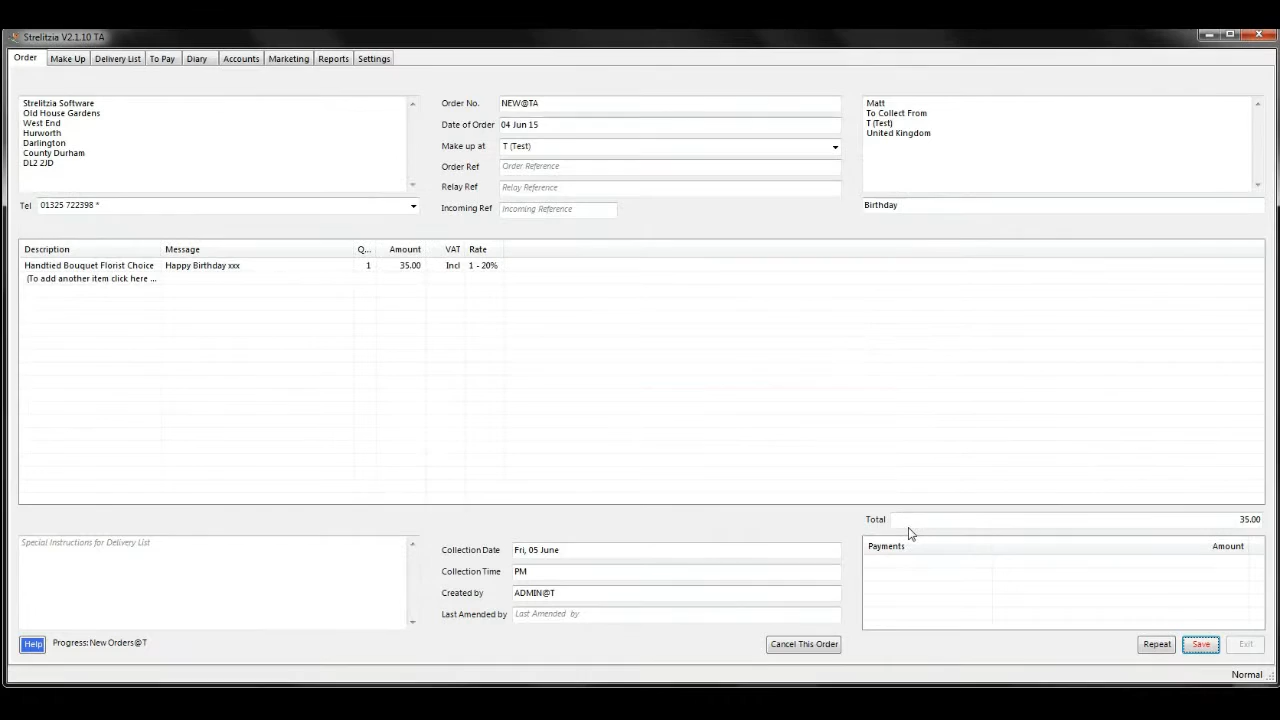 Strelitzia V2.1.10 TA
Order Make Up Delivery List To Pay Diary Accounts Marketing Reports Settings
Strelitzia Software
Old House Gardens
West End
Hurworth
Darlington
County Durham
DL2 2JD
Tel 01325 722398 *
Order No. NEW@TA
Date of Order 04 Jun 15
Make up at T (Test)
Order Ref Order Reference
Relay Ref Relay Reference
Incoming Ref Incoming Reference
Matt
To Collect From
T (Test)
United Kingdom
Birthday
Description Message Q... Amount VAT Rate
Handtied Bouquet Florist Choice Happy Birthday xxx 1 35.00 Incl 1 - 20%
(To add another item click here ...
Total 35.00
Special Instructions for Delivery List
Collection Date Fri, 05 June
Collection Time PM
Created by ADMIN@T
Last Amended by Last Amended by
Payments Amount
Help Progress: New Orders@T Cancel This Order Repeat Save Exit
Normal